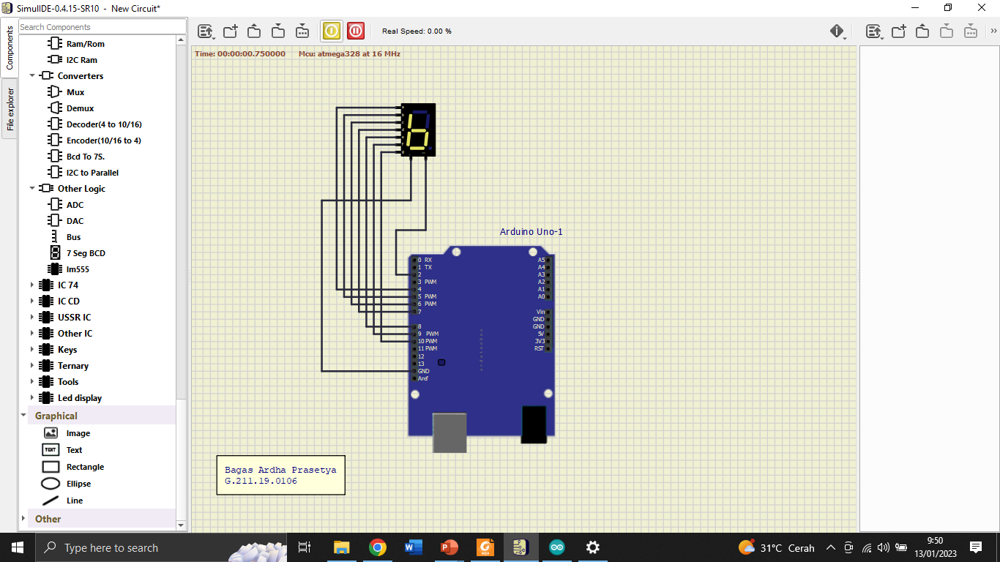 SimulIDE-0.4.15-SR10 - New Circuit*
Components
File explorer
Search Components
Ram/Rom
I2C Ram
Converters
Mux
Demux
Decoder(4 to 10/16)
Encoder(10/16 to 4)
Bcd To 7S.
I2C to Parallel
Other Logic
ADC
DAC
Bus
7 Seg BCD
lm555
IC 74
IC CD
USSR IC
Other IC
Keys
Ternary
Tools
Led display
Graphical
Image
TEXT Text
Rectangle
Ellipse
Line
Other
Real Speed: 0.00 %
»
Time: 00:00:00.750000 Mcu: atmega328 at 16 MHz
a
b
c
d
e
f
g
Arduino Uno-1
0 RX
1 TX
2
3 PWM
4
5 PWM
6 PWM
7
8
9 PWM
10 PWM
11 PWM
12
13
GND
Aref
A5
A4
A3
A2
A1
A0
Vin
GND
GND
5V
3V3
RST
Bagas Ardha Prasetya
G.211.19.0106
Type here to search
31°C Cerah
9:50
13/01/2023